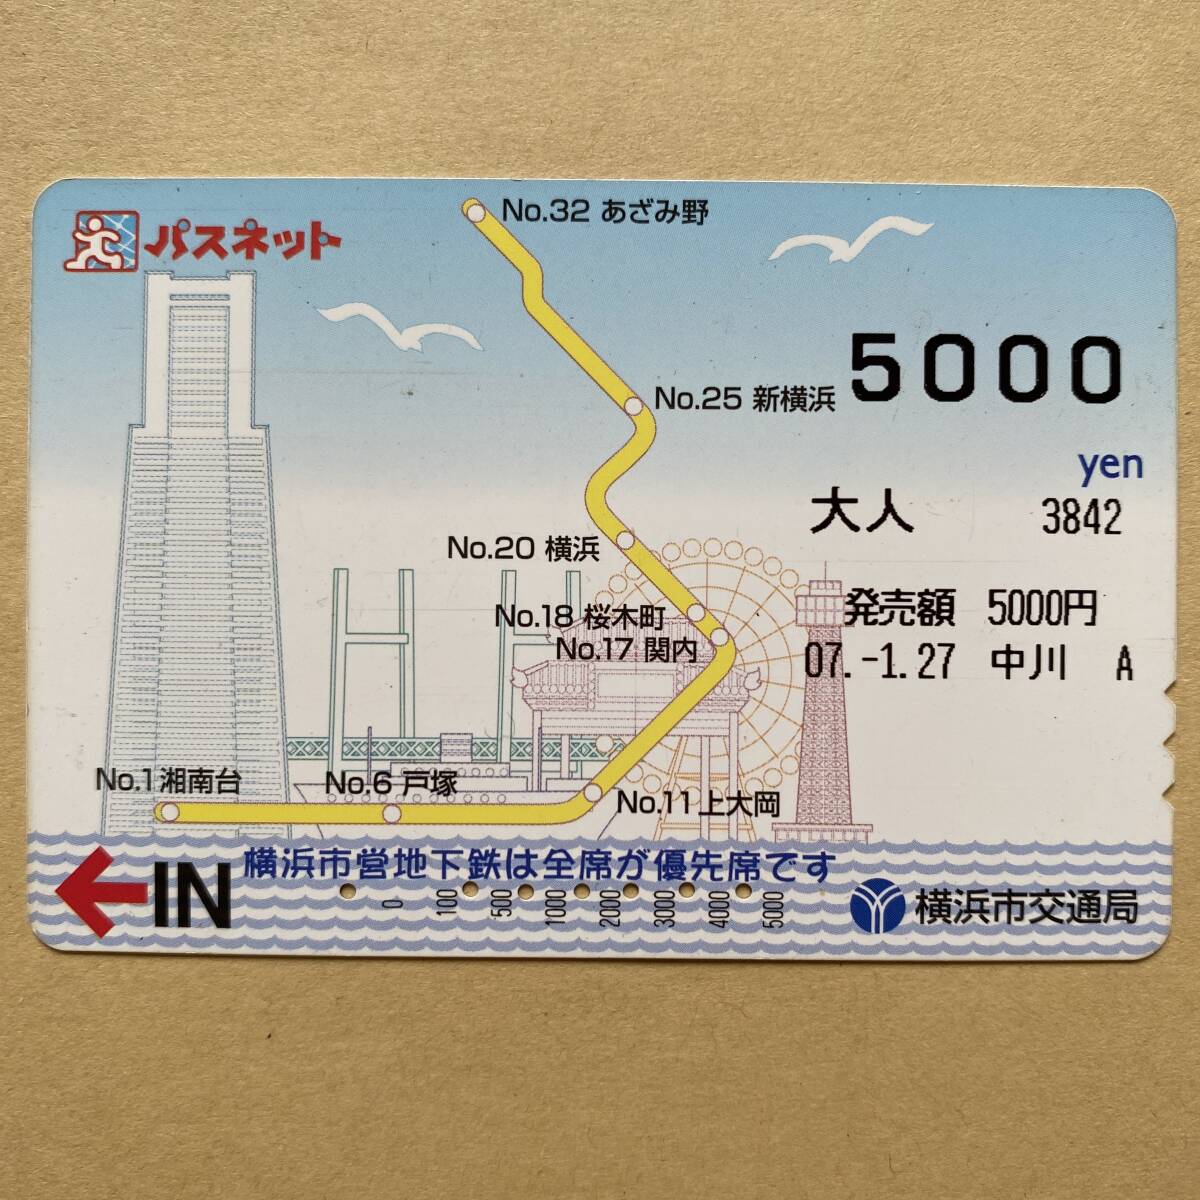 パスネット
No.32 あざみ野
No.25 新横浜
5000
yen
大人 3842
No.20 横浜
No.18 桜木町
発売額 5000円
No.17 関内
07.-1.27 中川 A
No.1 湘南台
No.6 戸塚
No.11 上大岡
横浜市営地下鉄は全席が優先席です
IN
0 100 500 1000 2000 3000 4000 5000
横浜市交通局